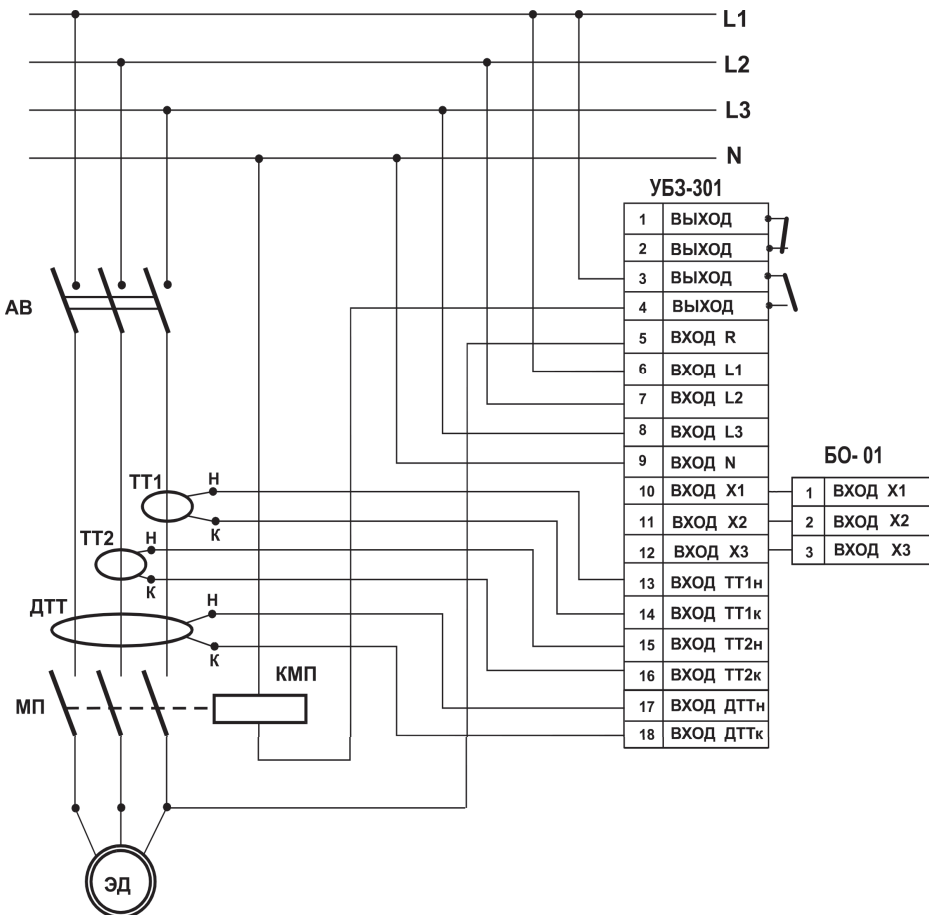 L1
L2
L3
N
УБЗ-301
1 ВЫХОД
2 ВЫХОД
3 ВЫХОД
4 ВЫХОД
5 ВХОД R
6 ВХОД L1
7 ВХОД L2
8 ВХОД L3
9 ВХОД N
10 ВХОД X1
11 ВХОД X2
12 ВХОД X3
13 ВХОД ТТ1н
14 ВХОД ТТ1к
15 ВХОД ТТ2н
16 ВХОД ТТ2к
17 ВХОД ДТТн
18 ВХОД ДТТк
БО- 01
1 ВХОД X1
2 ВХОД X2
3 ВХОД X3
АВ
ТТ1
Н
К
ТТ2
Н
К
ДТТ
Н
К
КМП
МП
ЭД